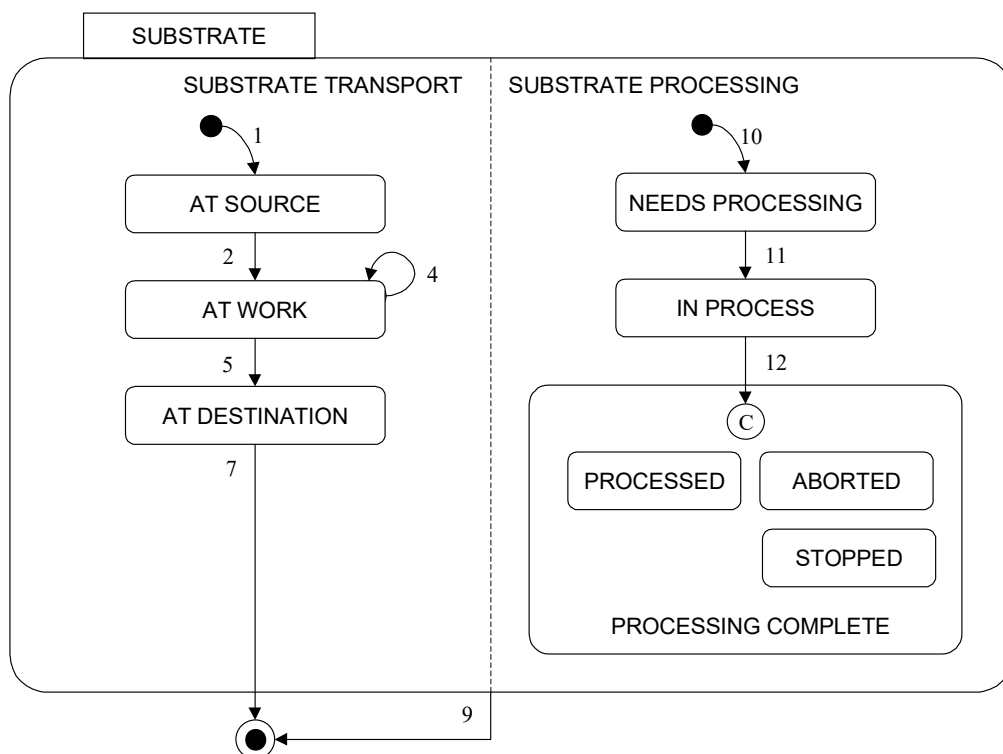 SUBSTRATE
SUBSTRATE TRANSPORT
SUBSTRATE PROCESSING
1
10
AT SOURCE
NEEDS PROCESSING
2
4
11
AT WORK
IN PROCESS
5
12
AT DESTINATION
C
7
PROCESSED
ABORTED
STOPPED
PROCESSING COMPLETE
9